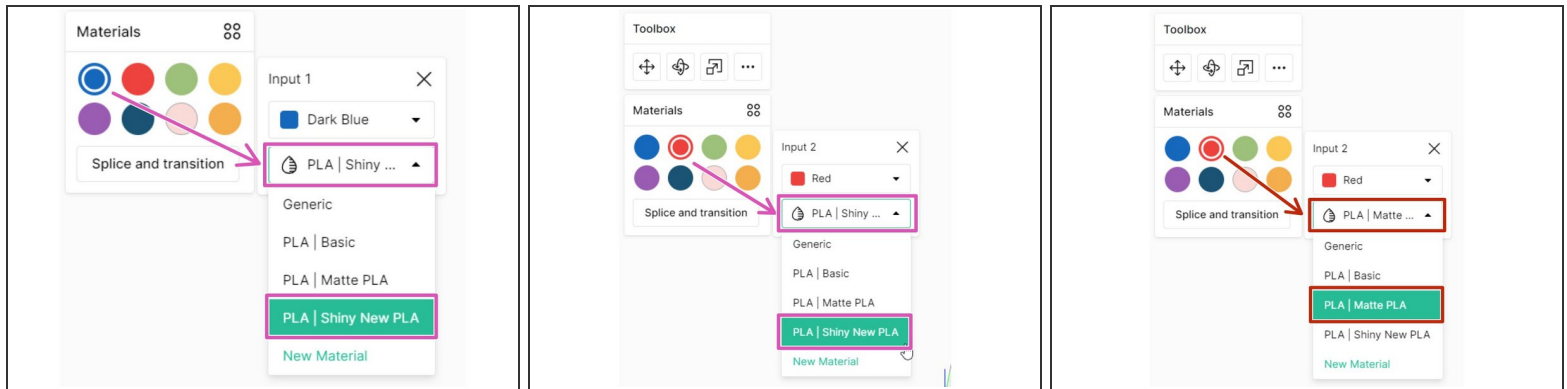 Materials
Input 1
Dark Blue
Splice and transition
PLA | Shiny ...
Generic
PLA | Basic
PLA | Matte PLA
PLA | Shiny New PLA
New Material
Toolbox
Materials
Input 2
Red
Splice and transition
PLA | Shiny ...
Generic
PLA | Basic
PLA | Matte PLA
PLA | Shiny New PLA
New Material
Toolbox
Materials
Input 2
Red
Splice and transition
PLA | Matte ...
Generic
PLA | Basic
PLA | Matte PLA
PLA | Shiny New PLA
New Material